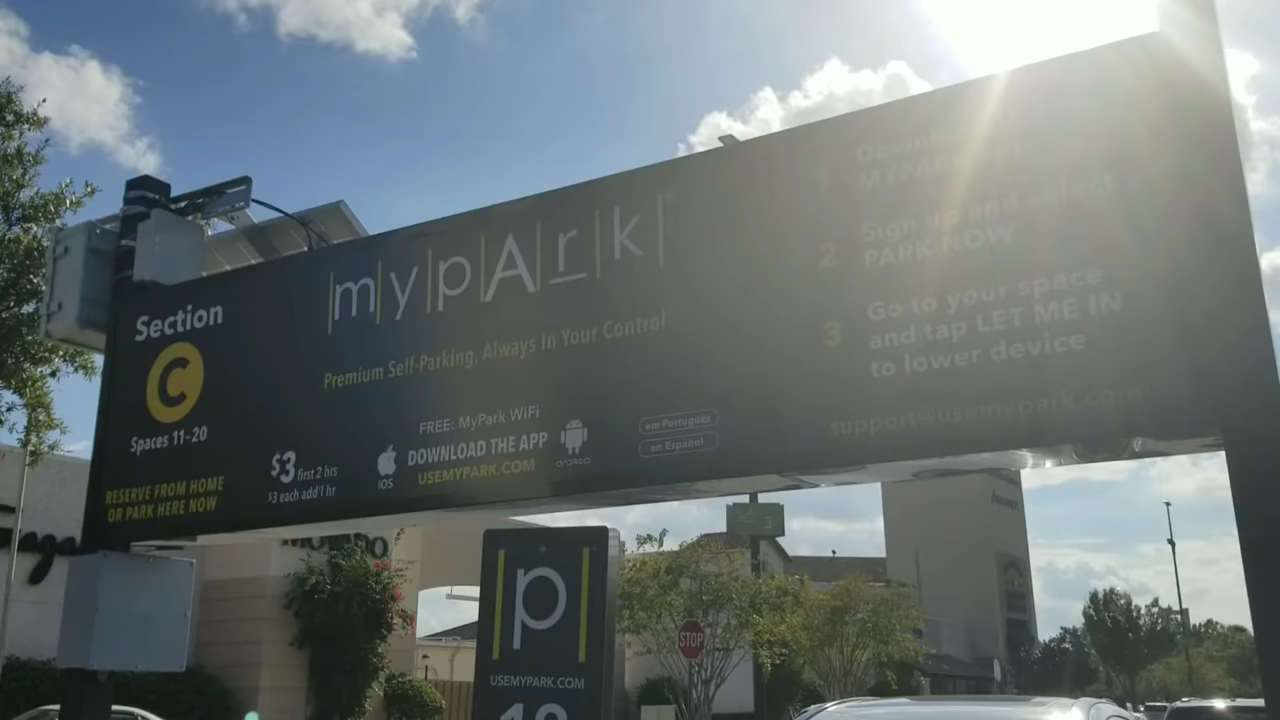 Section
C
Spaces 11-20
RESERVE FROM HOME
OR PARK HERE NOW
|m|y|p|A|r|k|
Premium Self-Parking, Always In Your Control
$3 first 2 hrs
$3 each add'l hr
iOS
FREE: MyPark WiFi
DOWNLOAD THE APP
USEMYPARK.COM
ANDROID
em Português
en Español
Download
MYPARK
2 Sign up and select
PARK NOW
3 Go to your space
and tap LET ME IN
to lower device
support@usemypark.com
|p|
USEMYPARK.COM
STOP
3